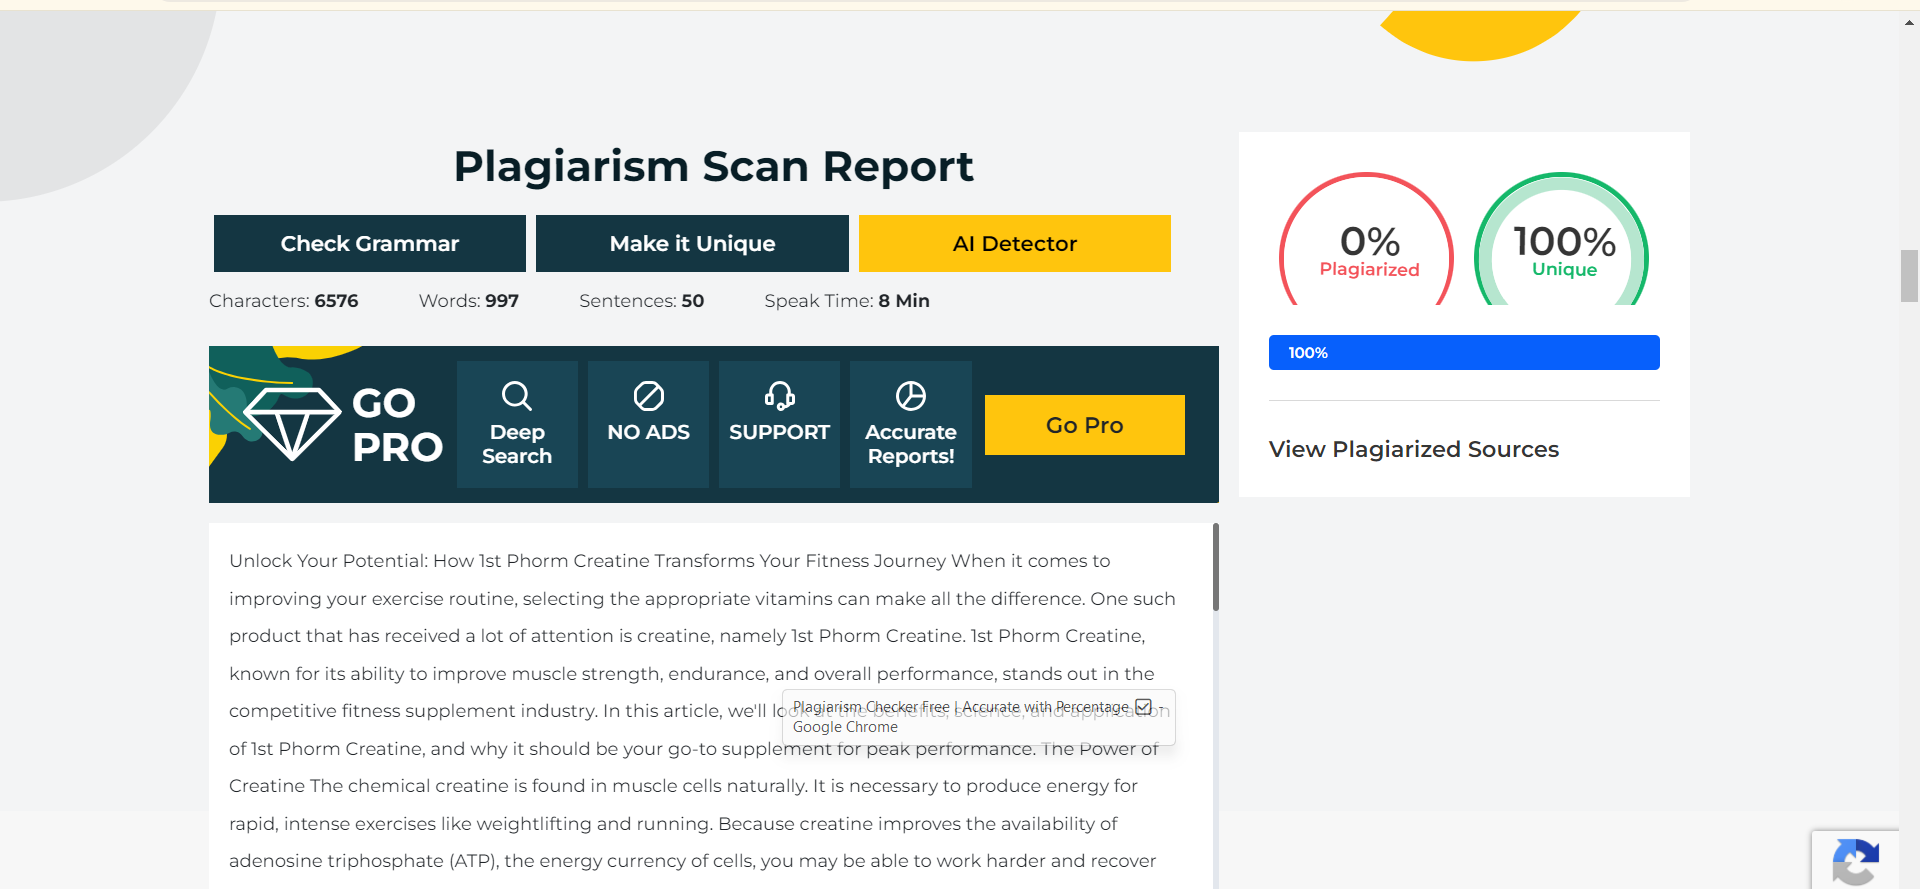 Plagiarism Scan Report
Check Grammar
Make it Unique
AI Detector
Characters: 6576
Words: 997
Sentences: 50
Speak Time: 8 Min
GO
PRO
Deep
Search
NO ADS
SUPPORT
Accurate
Reports!
Go Pro
0%
Plagiarized
100%
Unique
100%
View Plagiarized Sources
Unlock Your Potential: How 1st Phorm Creatine Transforms Your Fitness Journey When it comes to
improving your exercise routine, selecting the appropriate vitamins can make all the difference. One such
product that has received a lot of attention is creatine, namely 1st Phorm Creatine. 1st Phorm Creatine,
known for its ability to improve muscle strength, endurance, and overall performance, stands out in the
competitive fitness supplement industry. In this article, we'll look at the benefits, science, and application
of 1st Phorm Creatine, and why it should be your go-to supplement for peak performance. The Power of
Creatine The chemical creatine is found in muscle cells naturally. It is necessary to produce energy for
rapid, intense exercises like weightlifting and running. Because creatine improves the availability of
adenosine triphosphate (ATP), the energy currency of cells, you may be able to work harder and recover
Plagiarism Checker Free | Accurate with Percentage ☑ -
Google Chrome